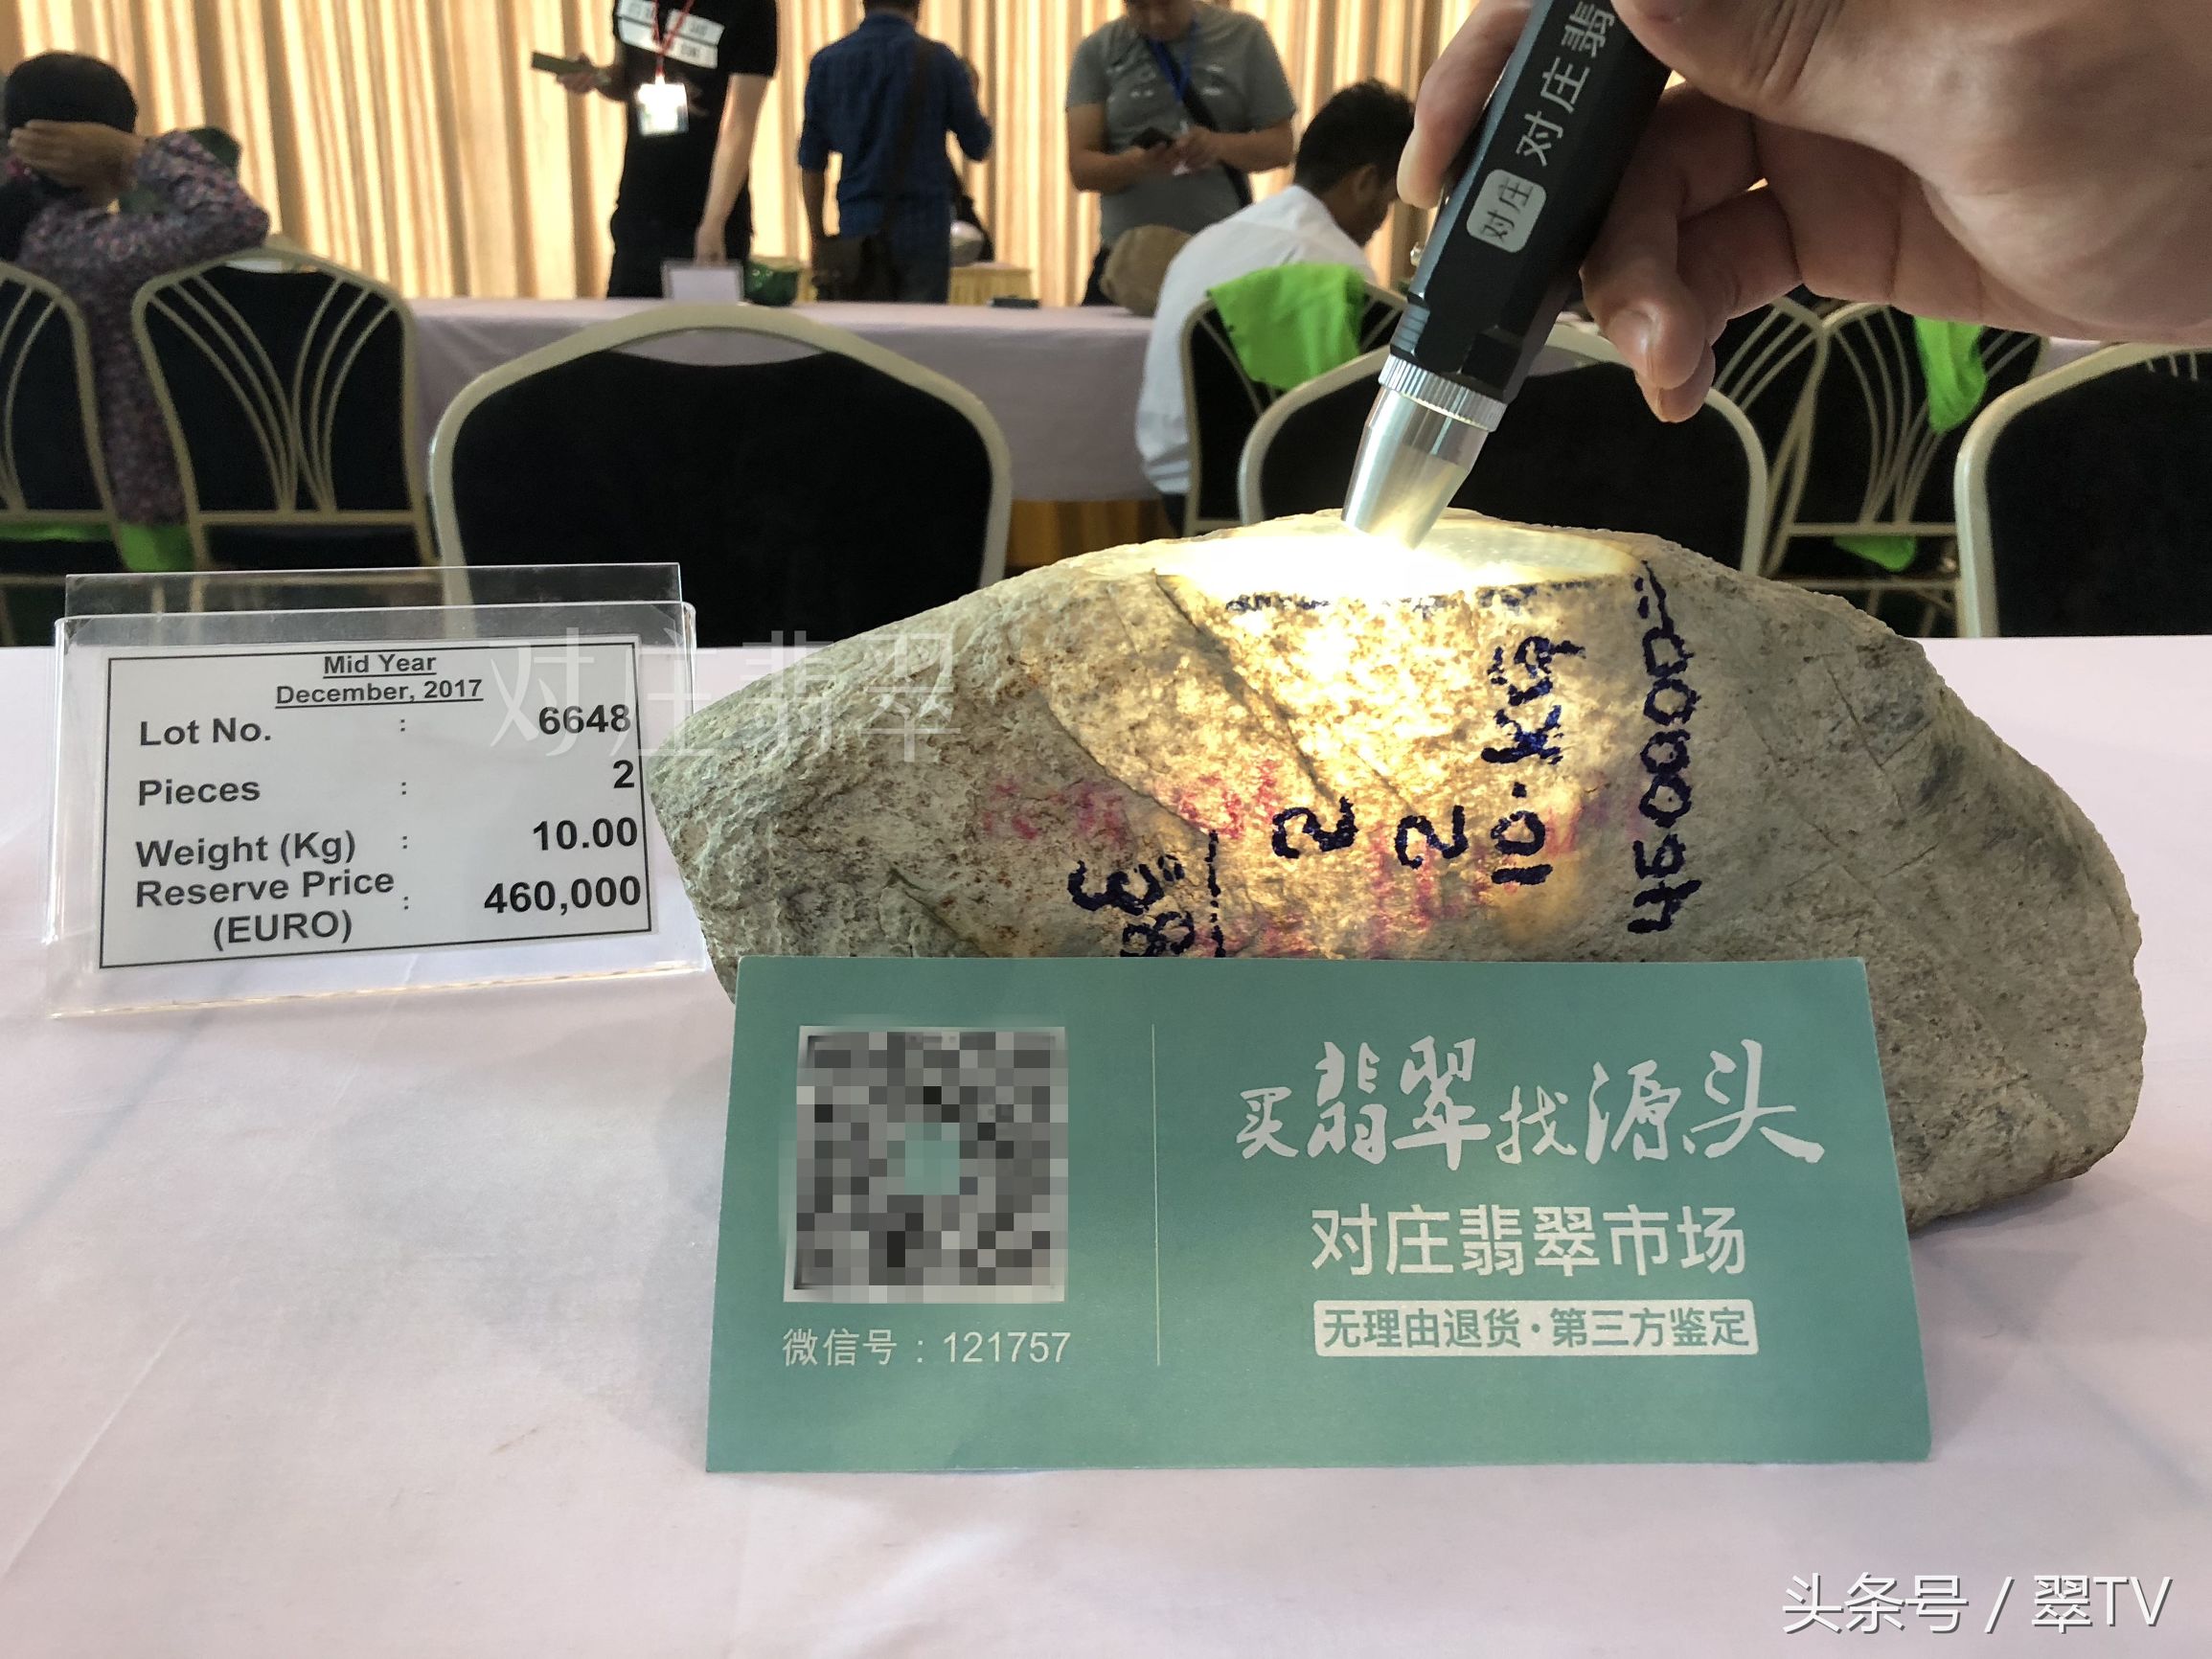 对庄翡
对庄
Mid Year
December, 2017
Lot No. : 6648
Pieces : 2
Weight (Kg) : 10.00
Reserve Price
(EURO) : 460,000
对庄翡翠
2
2
10.KG
买翡翠找源头
对庄翡翠市场
无理由退货·第三方鉴定
微信号：121757
头条号 / 翠TV